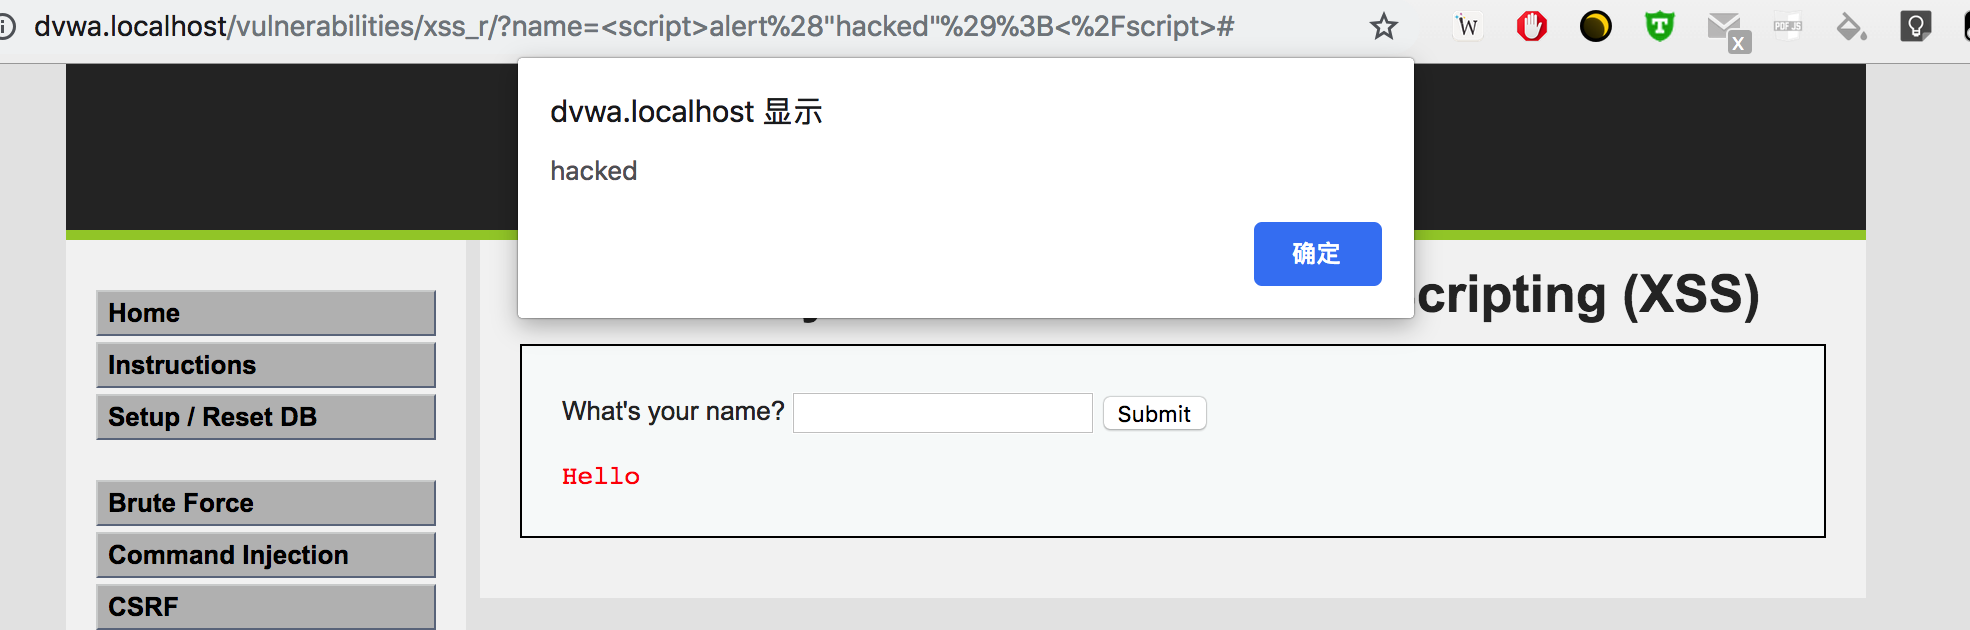 dvwa.localhost/vulnerabilities/xss_r/?name=<script>alert%28"hacked"%29%3B<%2Fscript>#
W
T
X
PDF JS
dvwa.localhost 显示
hacked
确定
cripting (XSS)
Home
Instructions
Setup / Reset DB
Brute Force
Command Injection
CSRF
What's your name?
Submit
Hello